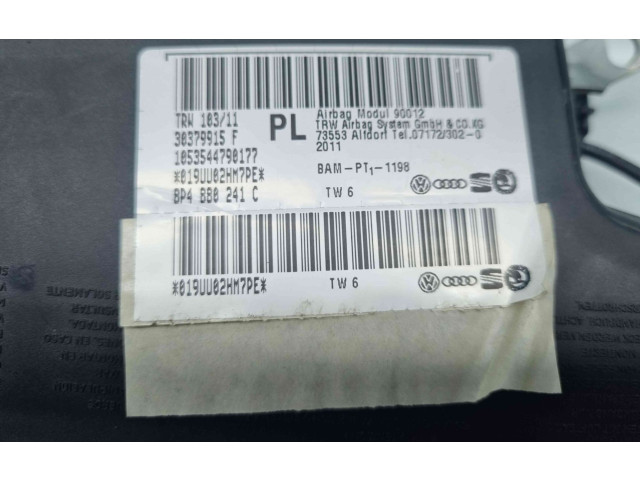 TRW 103/11
30379915 F
1053544790177
*019UU02HM7PE*
8P4 880 241 C
PL
Airbag Modul 90012
TRW Airbag System GmbH & CO.KG
73553 Alfdorf Tel.07172/302-0
2011
BAM-PT1-1198
TW 6
*019UU02HM7PE*
TW 6
SOLAMENTE